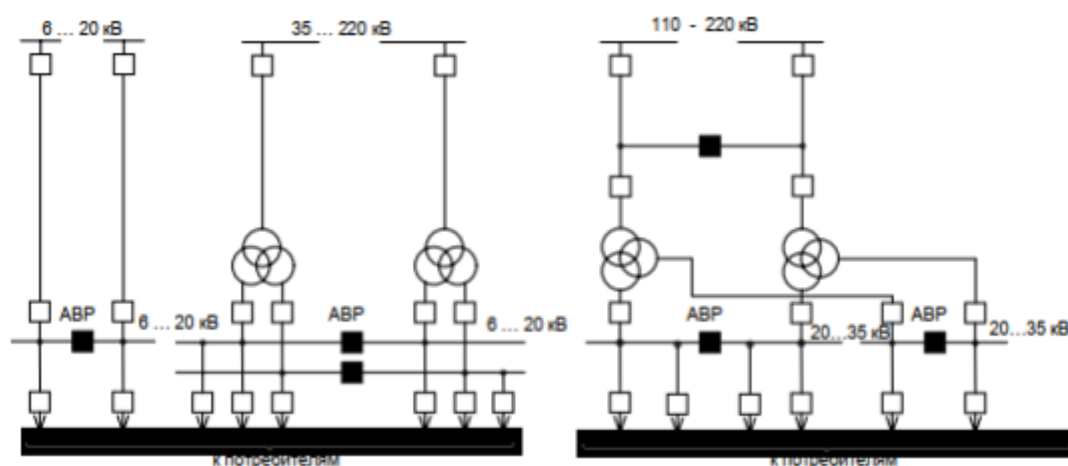 6 ... 20 кВ
35 ... 220 кВ
110 - 220 кВ
АВР
6 ... 20 кВ
АВР
6 ... 20 кВ
АВР
20...35 кВ
АВР
20...35 кВ
к потребителям
к потребителям